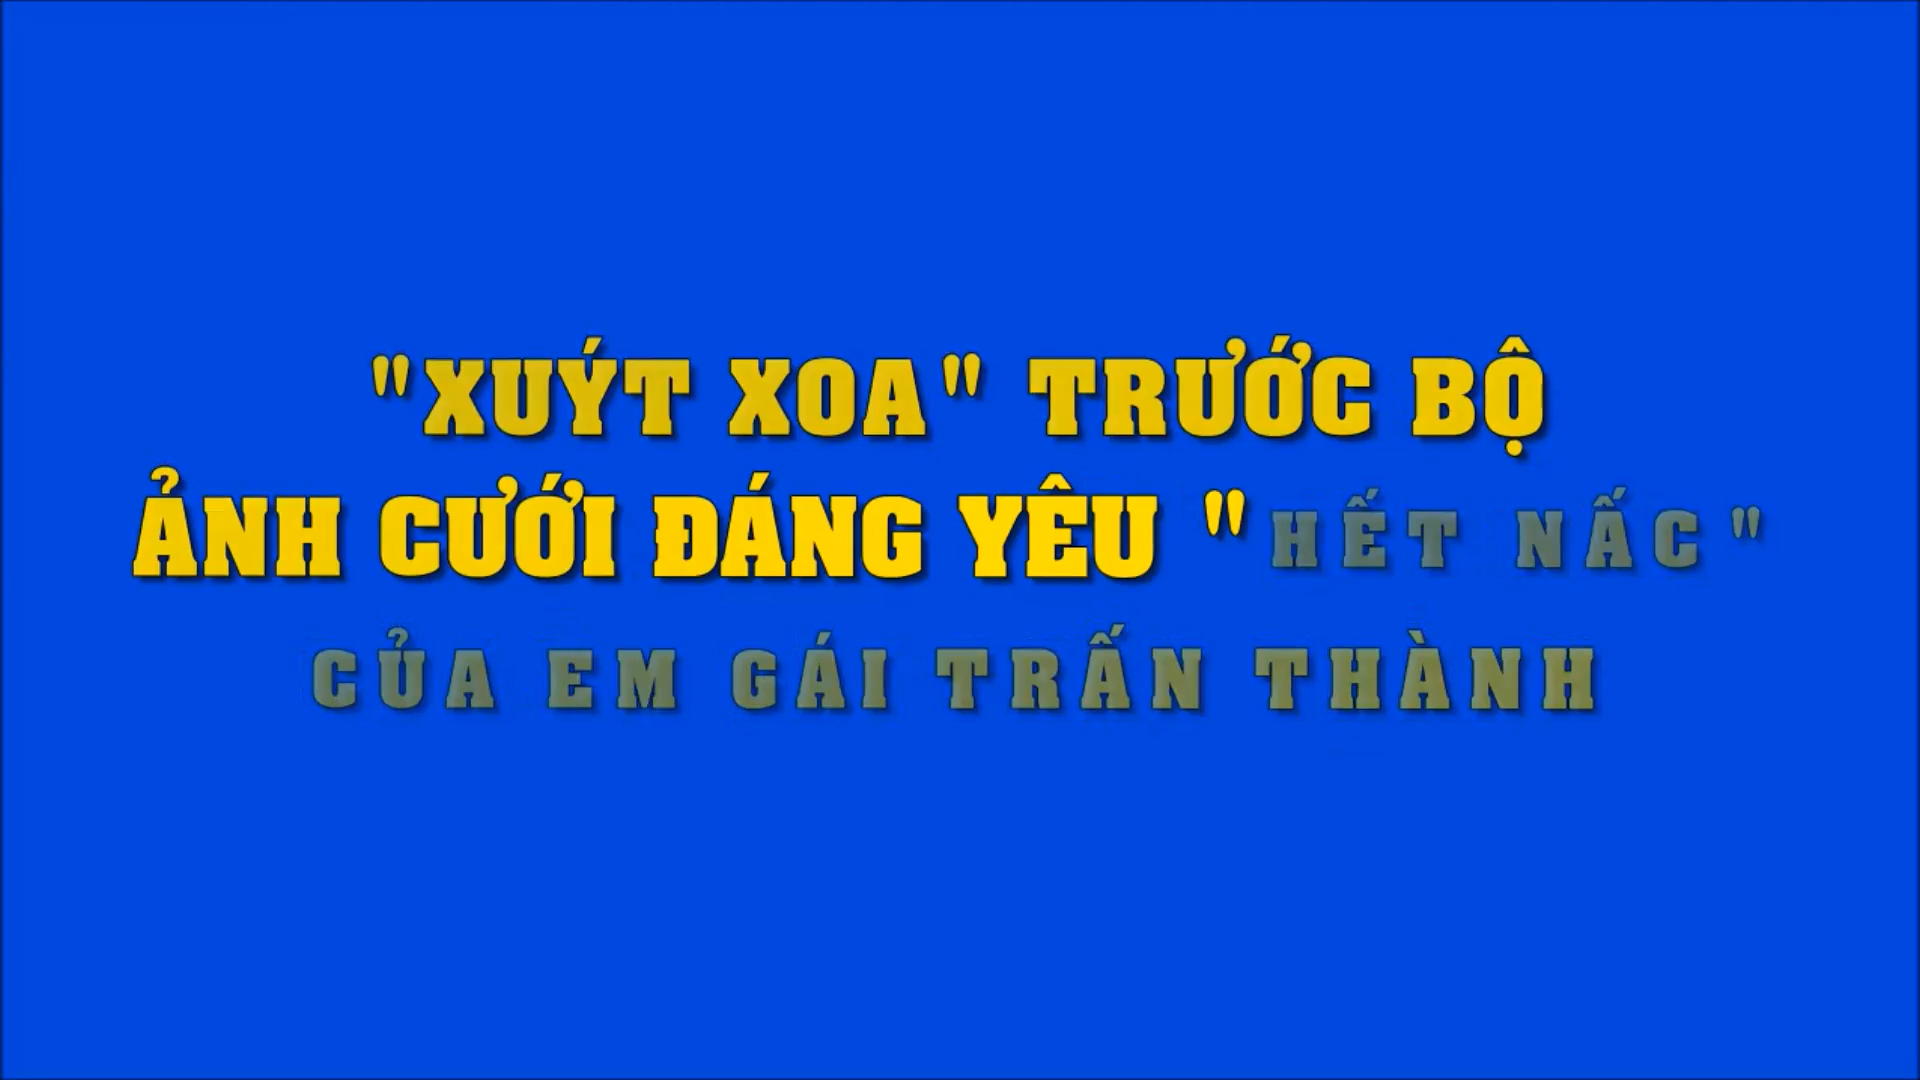 "XUÝT XOA" TRƯỚC BỘ
ẢNH CƯỚI ĐÁNG YÊU "HẾT NẤC"
CỦA EM GÁI TRẤN THÀNH